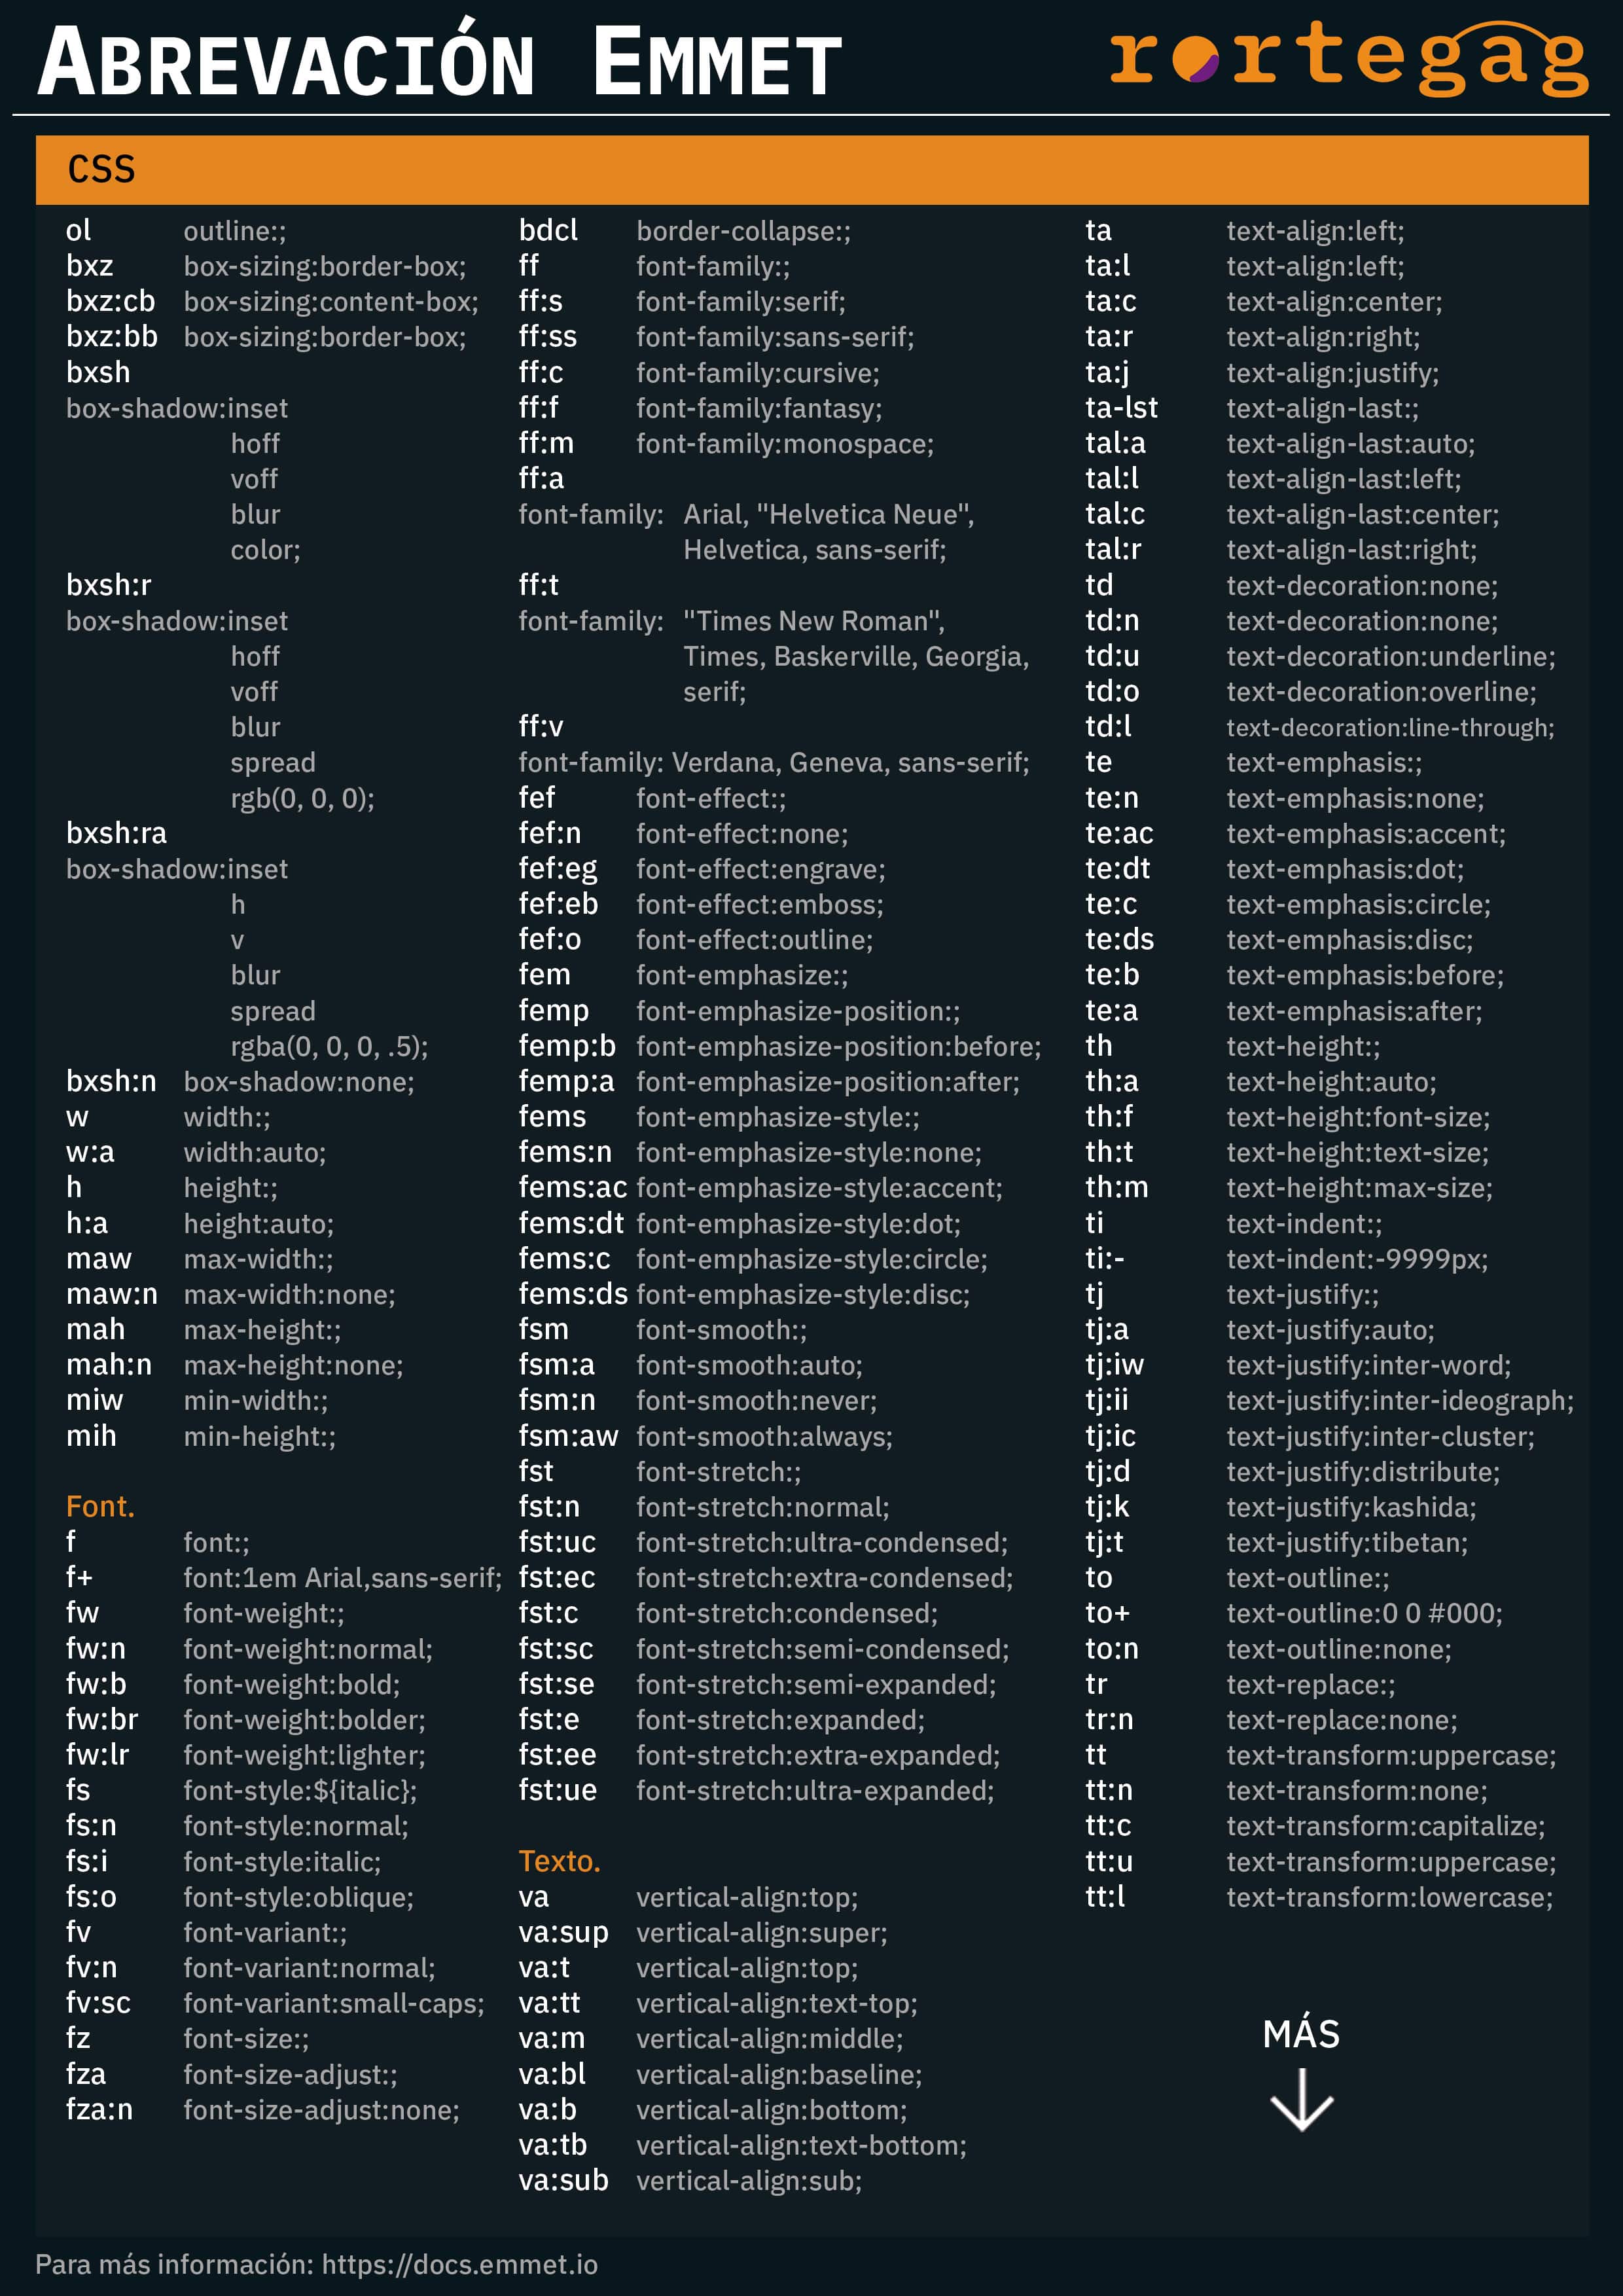 ABREVACIÓN EMMET
rortegag
CSS
ol outline:;
bxz box-sizing:border-box;
bxz:cb box-sizing:content-box;
bxz:bb box-sizing:border-box;
bxsh
box-shadow:inset
hoff
voff
blur
color;
bxsh:r
box-shadow:inset
hoff
voff
blur
spread
rgb(0, 0, 0);
bxsh:ra
box-shadow:inset
h
v
blur
spread
rgba(0, 0, 0, .5);
bxsh:n box-shadow:none;
w width:;
w:a width:auto;
h height:;
h:a height:auto;
maw max-width:;
maw:n max-width:none;
mah max-height:;
mah:n max-height:none;
miw min-width:;
mih min-height:;
Font.
f font:;
f+ font:1em Arial,sans-serif;
fw font-weight:;
fw:n font-weight:normal;
fw:b font-weight:bold;
fw:br font-weight:bolder;
fw:lr font-weight:lighter;
fs font-style:${italic};
fs:n font-style:normal;
fs:i font-style:italic;
fs:o font-style:oblique;
fv font-variant:;
fv:n font-variant:normal;
fv:sc font-variant:small-caps;
fz font-size:;
fza font-size-adjust:;
fza:n font-size-adjust:none;
bdcl border-collapse:;
ff font-family:;
ff:s font-family:serif;
ff:ss font-family:sans-serif;
ff:c font-family:cursive;
ff:f font-family:fantasy;
ff:m font-family:monospace;
ff:a
font-family: Arial, "Helvetica Neue",
Helvetica, sans-serif;
ff:t
font-family: "Times New Roman",
Times, Baskerville, Georgia,
serif;
ff:v
font-family: Verdana, Geneva, sans-serif;
fef font-effect:;
fef:n font-effect:none;
fef:eg font-effect:engrave;
fef:eb font-effect:emboss;
fef:o font-effect:outline;
fem font-emphasize:;
femp font-emphasize-position:;
femp:b font-emphasize-position:before;
femp:a font-emphasize-position:after;
fems font-emphasize-style:;
fems:n font-emphasize-style:none;
fems:ac font-emphasize-style:accent;
fems:dt font-emphasize-style:dot;
fems:c font-emphasize-style:circle;
fems:ds font-emphasize-style:disc;
fsm font-smooth:;
fsm:a font-smooth:auto;
fsm:n font-smooth:never;
fsm:aw font-smooth:always;
fst font-stretch:;
fst:n font-stretch:normal;
fst:uc font-stretch:ultra-condensed;
fst:ec font-stretch:extra-condensed;
fst:c font-stretch:condensed;
fst:sc font-stretch:semi-condensed;
fst:se font-stretch:semi-expanded;
fst:e font-stretch:expanded;
fst:ee font-stretch:extra-expanded;
fst:ue font-stretch:ultra-expanded;
Texto.
va vertical-align:top;
va:sup vertical-align:super;
va:t vertical-align:top;
va:tt vertical-align:text-top;
va:m vertical-align:middle;
va:bl vertical-align:baseline;
va:b vertical-align:bottom;
va:tb vertical-align:text-bottom;
va:sub vertical-align:sub;
ta text-align:left;
ta:l text-align:left;
ta:c text-align:center;
ta:r text-align:right;
ta:j text-align:justify;
ta-lst text-align-last:;
tal:a text-align-last:auto;
tal:l text-align-last:left;
tal:c text-align-last:center;
tal:r text-align-last:right;
td text-decoration:none;
td:n text-decoration:none;
td:u text-decoration:underline;
td:o text-decoration:overline;
td:l text-decoration:line-through;
te text-emphasis:;
te:n text-emphasis:none;
te:ac text-emphasis:accent;
te:dt text-emphasis:dot;
te:c text-emphasis:circle;
te:ds text-emphasis:disc;
te:b text-emphasis:before;
te:a text-emphasis:after;
th text-height:;
th:a text-height:auto;
th:f text-height:font-size;
th:t text-height:text-size;
th:m text-height:max-size;
ti text-indent:;
ti:- text-indent:-9999px;
tj text-justify:;
tj:a text-justify:auto;
tj:iw text-justify:inter-word;
tj:ii text-justify:inter-ideograph;
tj:ic text-justify:inter-cluster;
tj:d text-justify:distribute;
tj:k text-justify:kashida;
tj:t text-justify:tibetan;
to text-outline:;
to+ text-outline:0 0 #000;
to:n text-outline:none;
tr text-replace:;
tr:n text-replace:none;
tt text-transform:uppercase;
tt:n text-transform:none;
tt:c text-transform:capitalize;
tt:u text-transform:uppercase;
tt:l text-transform:lowercase;
MÁS
Para más información: https://docs.emmet.io